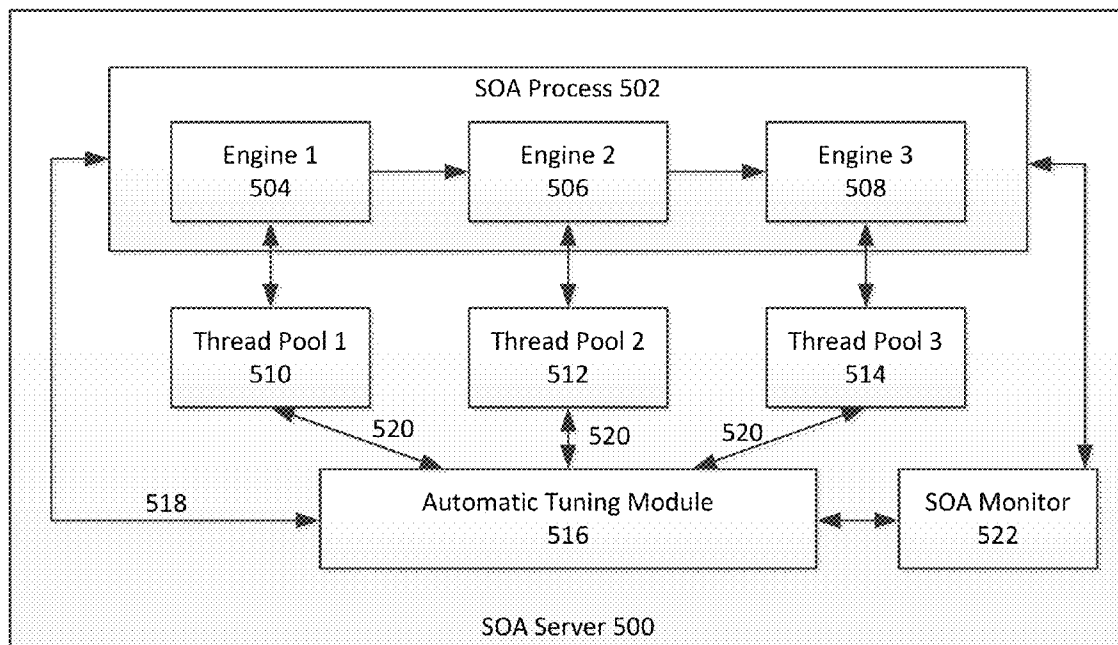 SOA Process 502
Engine 1
504
Engine 2
506
Engine 3
508
Thread Pool 1
510
Thread Pool 2
512
Thread Pool 3
514
520
520
520
518
Automatic Tuning Module
516
SOA Monitor
522
SOA Server 500